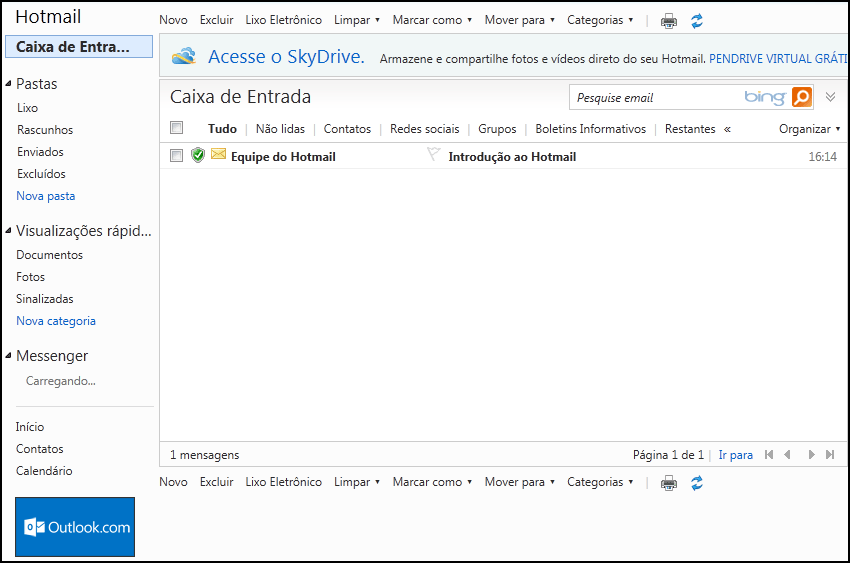 Hotmail
Novo Excluir Lixo Eletrônico Limpar Marcar como Mover para Categorias
Caixa de Entra...
Acesse o SkyDrive. Armazene e compartilhe fotos e vídeos direto do seu Hotmail. PENDRIVE VIRTUAL GRÁTI
Pastas
Lixo
Rascunhos
Enviados
Excluídos
Nova pasta
Visualizações rápid...
Documentos
Fotos
Sinalizadas
Nova categoria
Messenger
Carregando...
Início
Contatos
Calendário
Outlook.com
Caixa de Entrada
Pesquise email bing
Tudo | Não lidas | Contatos | Redes sociais | Grupos | Boletins Informativos | Restantes « Organizar
Equipe do Hotmail Introdução ao Hotmail 16:14
1 mensagens Página 1 de 1 | Ir para
Novo Excluir Lixo Eletrônico Limpar Marcar como Mover para Categorias